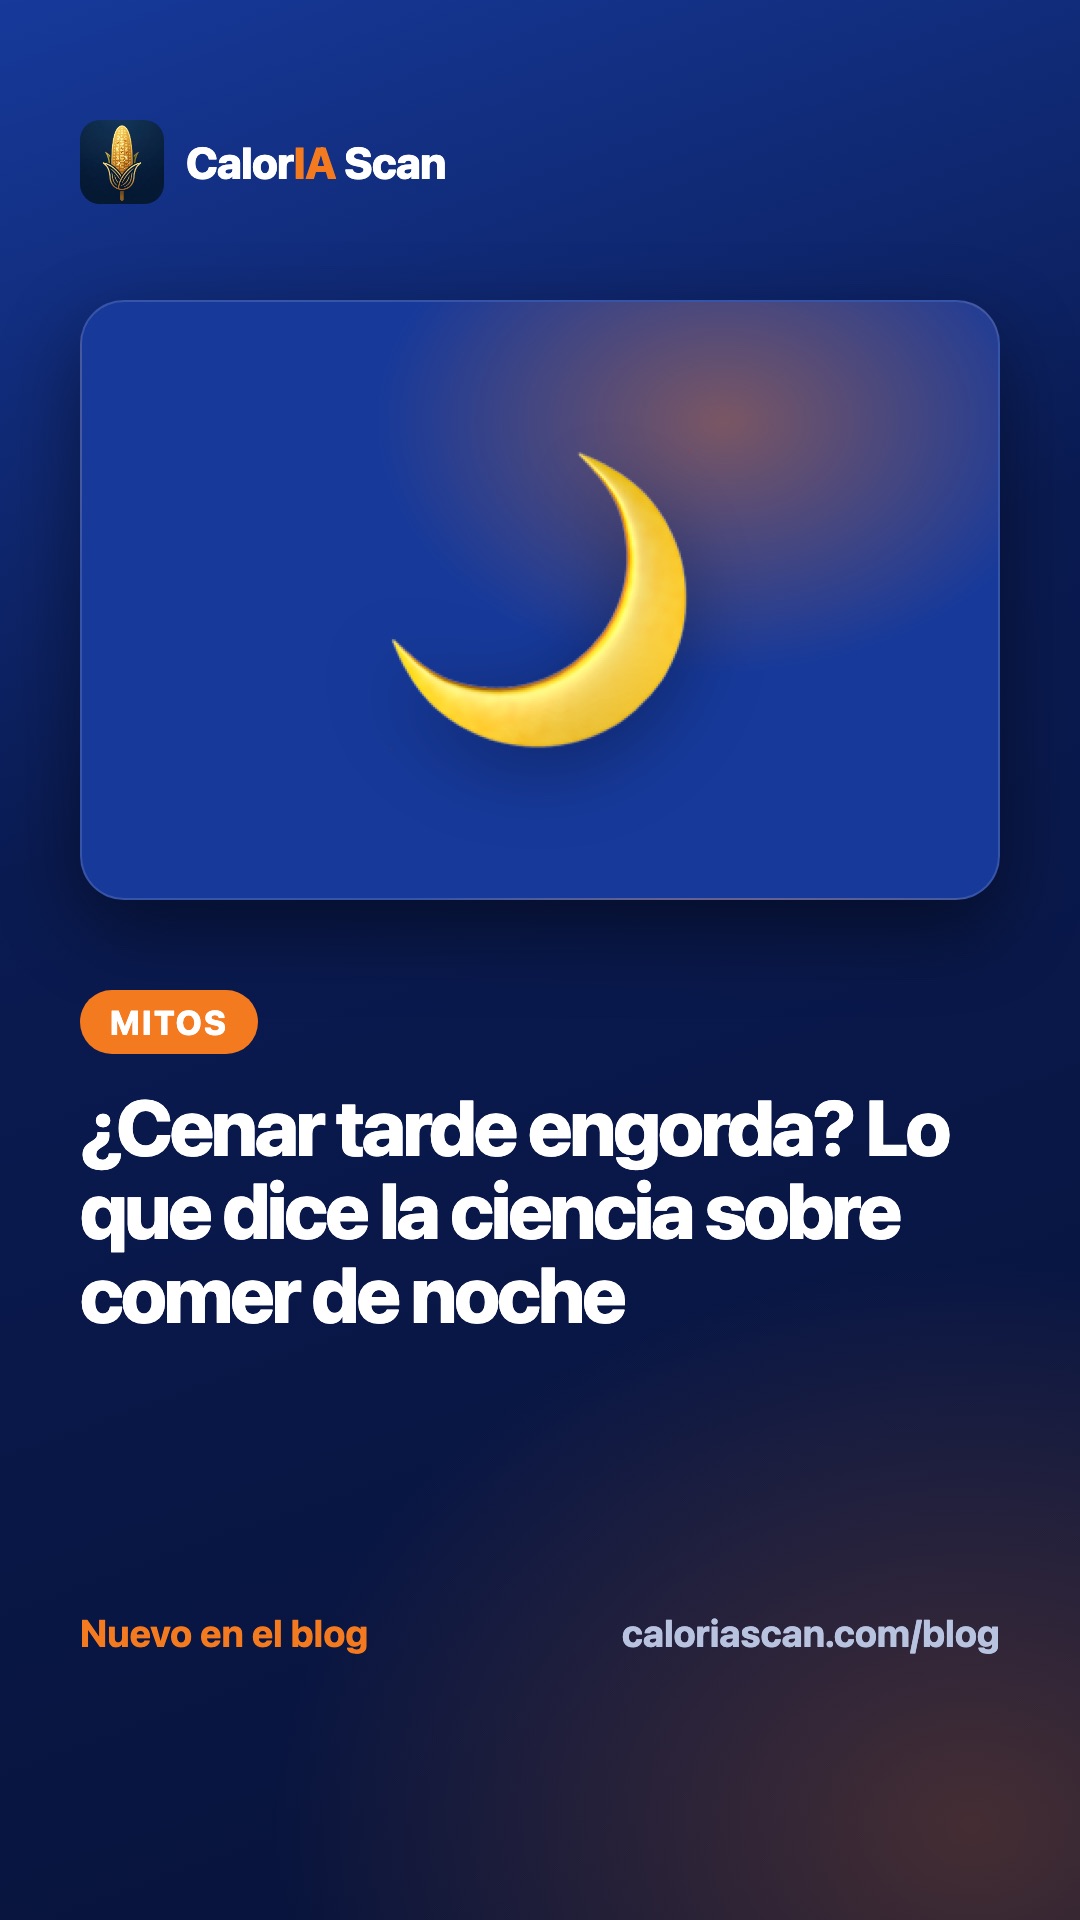 CalorIA Scan
MITOS
¿Cenar tarde engorda? Lo
que dice la ciencia sobre
comer de noche
Nuevo en el blog
caloriascan.com/blog